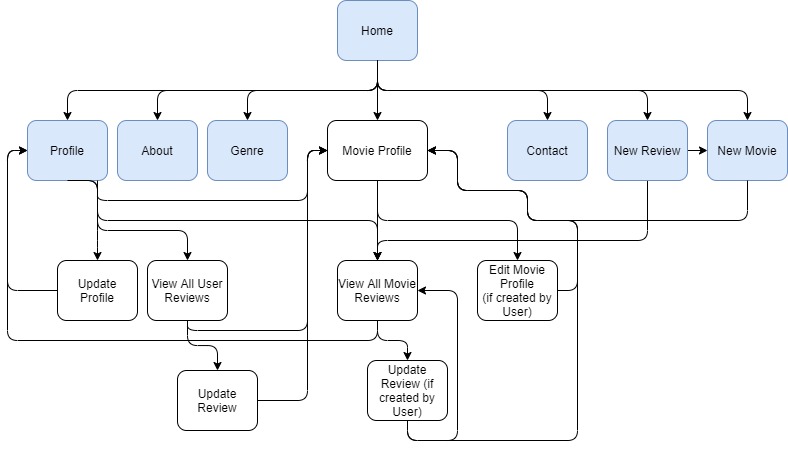 Home
Profile
About
Genre
Movie Profile
Contact
New Review
New Movie
Update
Profile
View All User
Reviews
View All Movie
Reviews
Edit Movie
Profile
(if created by
User)
Update
Review
Update
Review (if
created by
User)